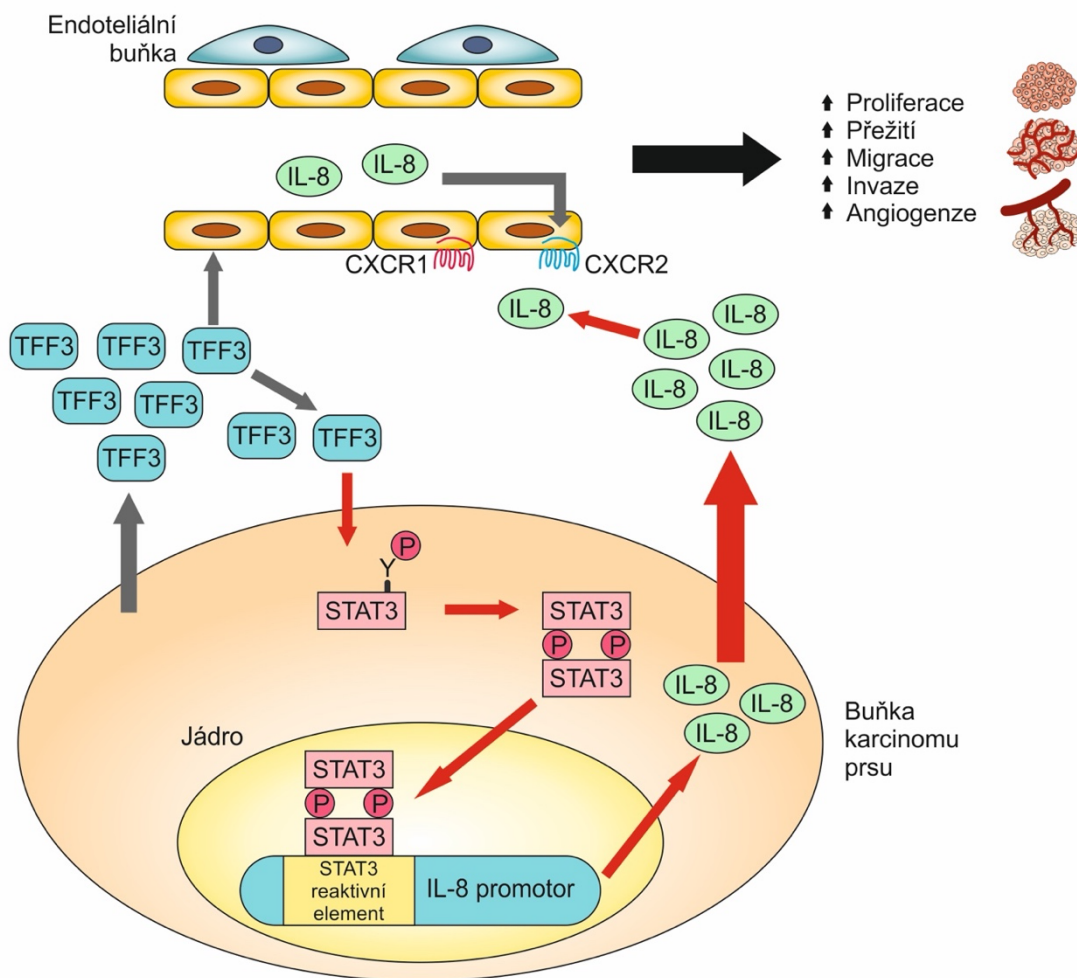 Endoteliální
buňka
IL-8
IL-8
Proliferace
Přežití
Migrace
Invaze
Angiogenze
CXCR1
CXCR2
IL-8
IL-8
IL-8
IL-8
IL-8
IL-8
TFF3
TFF3
TFF3
TFF3
TFF3
TFF3
TFF3
TFF3
P
Y
STAT3
STAT3
P P
STAT3
IL-8
IL-8
IL-8
Buňka
karcinomu
prsu
Jádro
STAT3
P P
STAT3
STAT3
reaktivní
element
IL-8 promotor